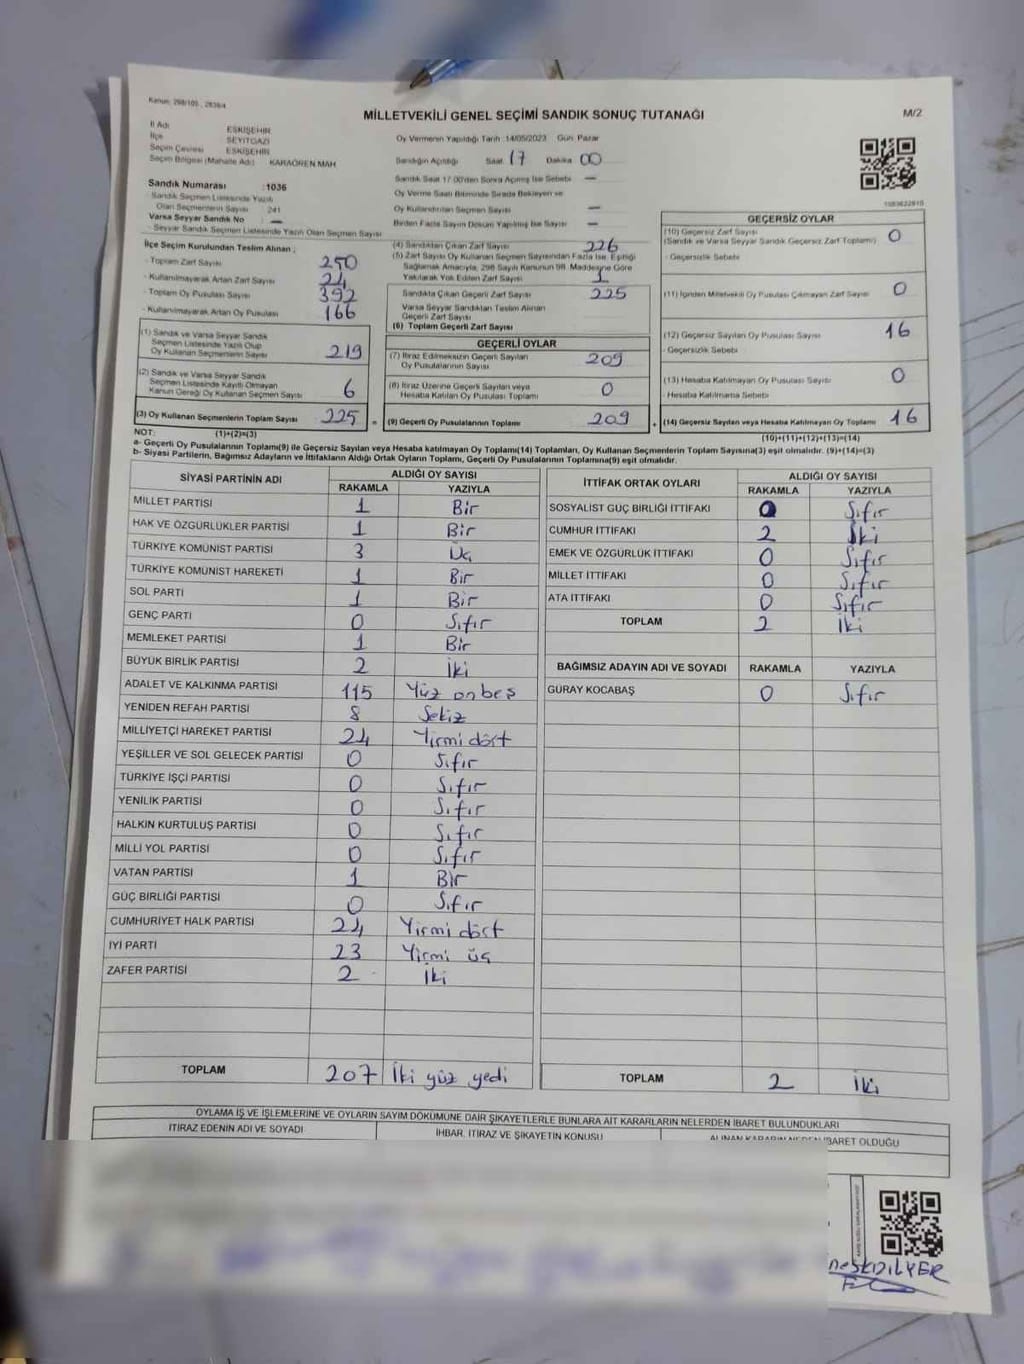 Kanun: 298/105 , 2839/4
MİLLETVEKİLİ GENEL SEÇİMİ SANDIK SONUÇ TUTANAĞI
M/2
İl Adı ESKİŞEHİR
İlçe SEYİTGAZİ
Seçim Çevresi ESKİŞEHİR
Seçim Bölgesi (Mahalle Adı) KARAÖREN MAH
Oy Vermenin Yapıldığı Tarih 14/05/2023 Gün Pazar
Sandığın Açıldığı Saat 17 Dakika 00
Sandık Saat 17.00'den Sonra Açılmış İse Sebebi —
Oy Verme Saati Bitiminde Sırada Bekleyen ve
Oy Kullandırılan Seçmen Sayısı —
Birden Fazla Sayım Döküm Yapılmış İse Sayısı —
Sandık Numarası :1036
- Sandık Seçmen Listesinde Yazılı
Olan Seçmenlerin Sayısı 241
Varsa Seyyar Sandık No —
- Seyyar Sandık Seçmen Listesinde Yazılı Olan Seçmen Sayısı
İlçe Seçim Kurulundan Teslim Alınan ;
- Toplam Zarf Sayısı 250
- Kullanılmayarak Artan Zarf Sayısı 24
- Toplam Oy Pusulası Sayısı 392
- Kullanılmayarak Artan Oy Pusulası 166
(1) Sandık ve Varsa Seyyar Sandık
Seçmen Listesinde Yazılı Olup
Oy Kullanan Seçmenlerin Sayısı 219
(2) Sandık ve Varsa Seyyar Sandık
Seçmen Listesinde Kayıtlı Olmayan
Kanun Gereği Oy Kullanan Seçmen Sayısı 6
(3) Oy Kullanan Seçmenlerin Toplam Sayısı 225
(4) Sandıktan Çıkan Zarf Sayısı 226
(5) Zarf Sayısı Oy Kullanan Seçmen Sayısından Fazla İse, Eşitliği
Sağlamak Amacıyla, 298 Sayılı Kanunun 98. Maddesine Göre
Yakılarak Yok Edilen Zarf Sayısı 1
Sandıkta Çıkan Geçerli Zarf Sayısı 225
Varsa Seyyar Sandıktan Teslim Alınan
Geçerli Zarf Sayısı
(6) Toplam Geçerli Zarf Sayısı
GEÇERLİ OYLAR
(7) İtiraz Edilmeksizin Geçerli Sayılan
Oy Pusulalarının Sayısı 209
(8) İtiraz Üzerine Geçerli Sayılan veya
Hesaba Katılan Oy Pusulası Toplamı 0
= (9) Geçerli Oy Pusulalarının Toplamı 209
1083622910
GEÇERSİZ OYLAR
(10) Geçersiz Zarf Sayısı
(Sandık ve Varsa Seyyar Sandık Geçersiz Zarf Toplamı) 0
- Geçersizlik Sebebi
(11) İçinden Milletvekili Oy Pusulası Çıkmayan Zarf Sayısı 0
(12) Geçersiz Sayılan Oy Pusulası Sayısı 16
- Geçersizlik Sebebi
(13) Hesaba Katılmayan Oy Pusulası Sayısı 0
- Hesaba Katılmama Sebebi
+ (14) Geçersiz Sayılan veya Hesaba Katılmayan Oy Toplamı 16
NOT: (1)+(2)=(3) (10)+(11)+(12)+(13)=(14)
a- Geçerli Oy Pusulalarının Toplamı(9) ile Geçersiz Sayılan veya Hesaba katılmayan Oy Toplamı(14) Toplamları, Oy Kullanan Seçmenlerin Toplam Sayısına(3) eşit olmalıdır. (9)+(14)=(3)
b- Siyasi Partilerin, Bağımsız Adayların ve İttifakların Aldığı Ortak Oyların Toplamı, Geçerli Oy Pusulalarının Toplamına(9) eşit olmalıdır.
SİYASİ PARTİNİN ADI ALDIĞI OY SAYISI
RAKAMLA YAZIYLA
MİLLET PARTİSİ 1 Bir
HAK VE ÖZGÜRLÜKLER PARTİSİ 1 Bir
TÜRKİYE KOMÜNİST PARTİSİ 3 Üç
TÜRKİYE KOMÜNİST HAREKETİ 1 Bir
SOL PARTİ 1 Bir
GENÇ PARTİ 0 Sıfır
MEMLEKET PARTİSİ 1 Bir
BÜYÜK BİRLİK PARTİSİ 2 İki
ADALET VE KALKINMA PARTİSİ 115 Yüz onbeş
YENİDEN REFAH PARTİSİ 8 Sekiz
MİLLİYETÇİ HAREKET PARTİSİ 24 Yirmi dört
YEŞİLLER VE SOL GELECEK PARTİSİ 0 Sıfır
TÜRKİYE İŞÇİ PARTİSİ 0 Sıfır
YENİLİK PARTİSİ 0 Sıfır
HALKIN KURTULUŞ PARTİSİ 0 Sıfır
MİLLİ YOL PARTİSİ 0 Sıfır
VATAN PARTİSİ 1 Bir
GÜÇ BİRLİĞİ PARTİSİ 0 Sıfır
CUMHURİYET HALK PARTİSİ 24 Yirmi dört
İYİ PARTİ 23 Yirmi üç
ZAFER PARTİSİ 2 İki
TOPLAM 207 İki yüz yedi
İTTİFAK ORTAK OYLARI ALDIĞI OY SAYISI
RAKAMLA YAZIYLA
SOSYALİST GÜÇ BİRLİĞİ İTTİFAKI 0 Sıfır
CUMHUR İTTİFAKI 2 İki
EMEK VE ÖZGÜRLÜK İTTİFAKI 0 Sıfır
MİLLET İTTİFAKI 0 Sıfır
ATA İTTİFAKI 0 Sıfır
TOPLAM 2 İki
BAĞIMSIZ ADAYIN ADI VE SOYADI RAKAMLA YAZIYLA
GÜRAY KOCABAŞ 0 Sıfır
TOPLAM 2 İki
OYLAMA İŞ VE İŞLEMLERİNE VE OYLARIN SAYIM DÖKÜMÜNE DAİR ŞİKAYETLERLE BUNLARA AİT KARARLARIN NELERDEN İBARET BULUNDUKLARI
İTİRAZ EDENİN ADI VE SOYADI İHBAR, İTİRAZ VE ŞİKAYETİN KONUSU ALINAN KARARIN NEDEN İBARET OLDUĞU